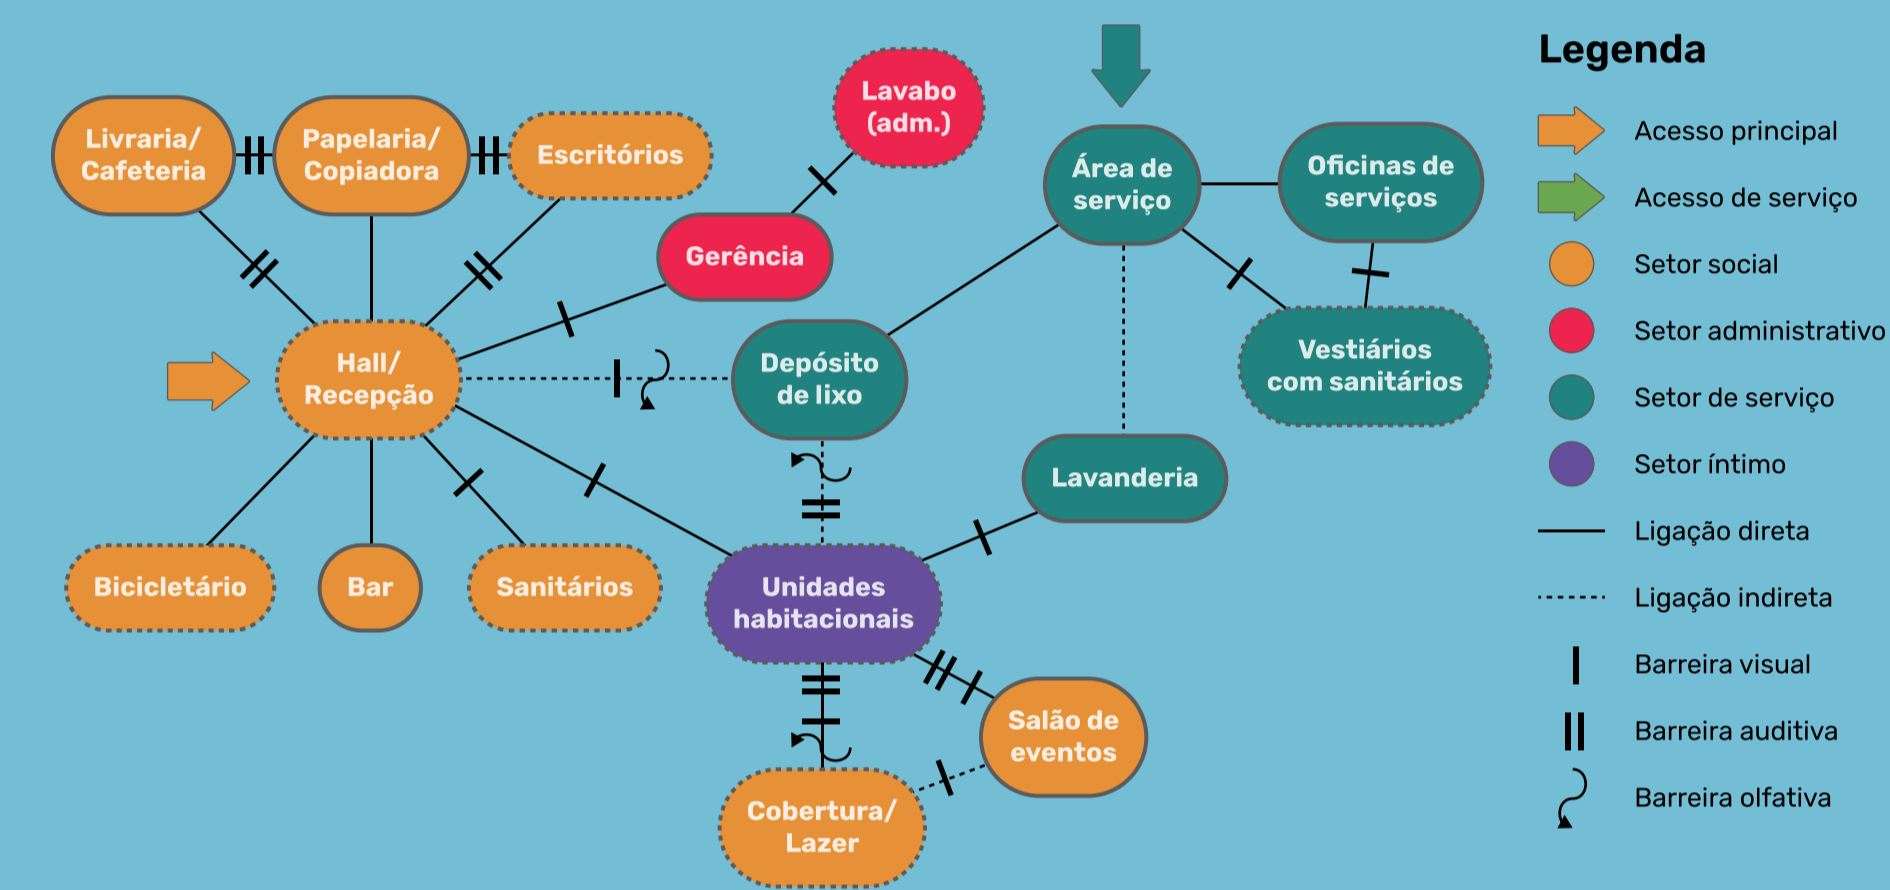 Livraria/
Cafeteria
Papelaria/
Copiadora
Escritórios
Lavabo
(adm.)
Gerência
Área de
serviço
Oficinas de
serviços
Hall/
Recepção
Depósito
de lixo
Vestiários
com sanitários
Lavanderia
Bicicletário
Bar
Sanitários
Unidades
habitacionais
Salão de
eventos
Cobertura/
Lazer
Legenda
Acesso principal
Acesso de serviço
Setor social
Setor administrativo
Setor de serviço
Setor íntimo
Ligação direta
Ligação indireta
Barreira visual
Barreira auditiva
Barreira olfativa